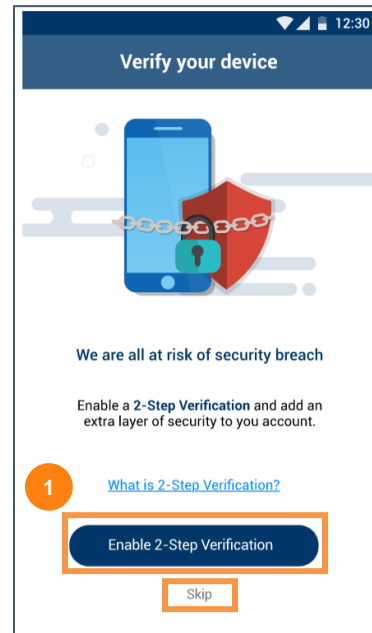 12:30
Verify your device
We are all at risk of security breach
Enable a 2-Step Verification and add an
extra layer of security to you account.
1
What is 2-Step Verification?
Enable 2-Step Verification
Skip